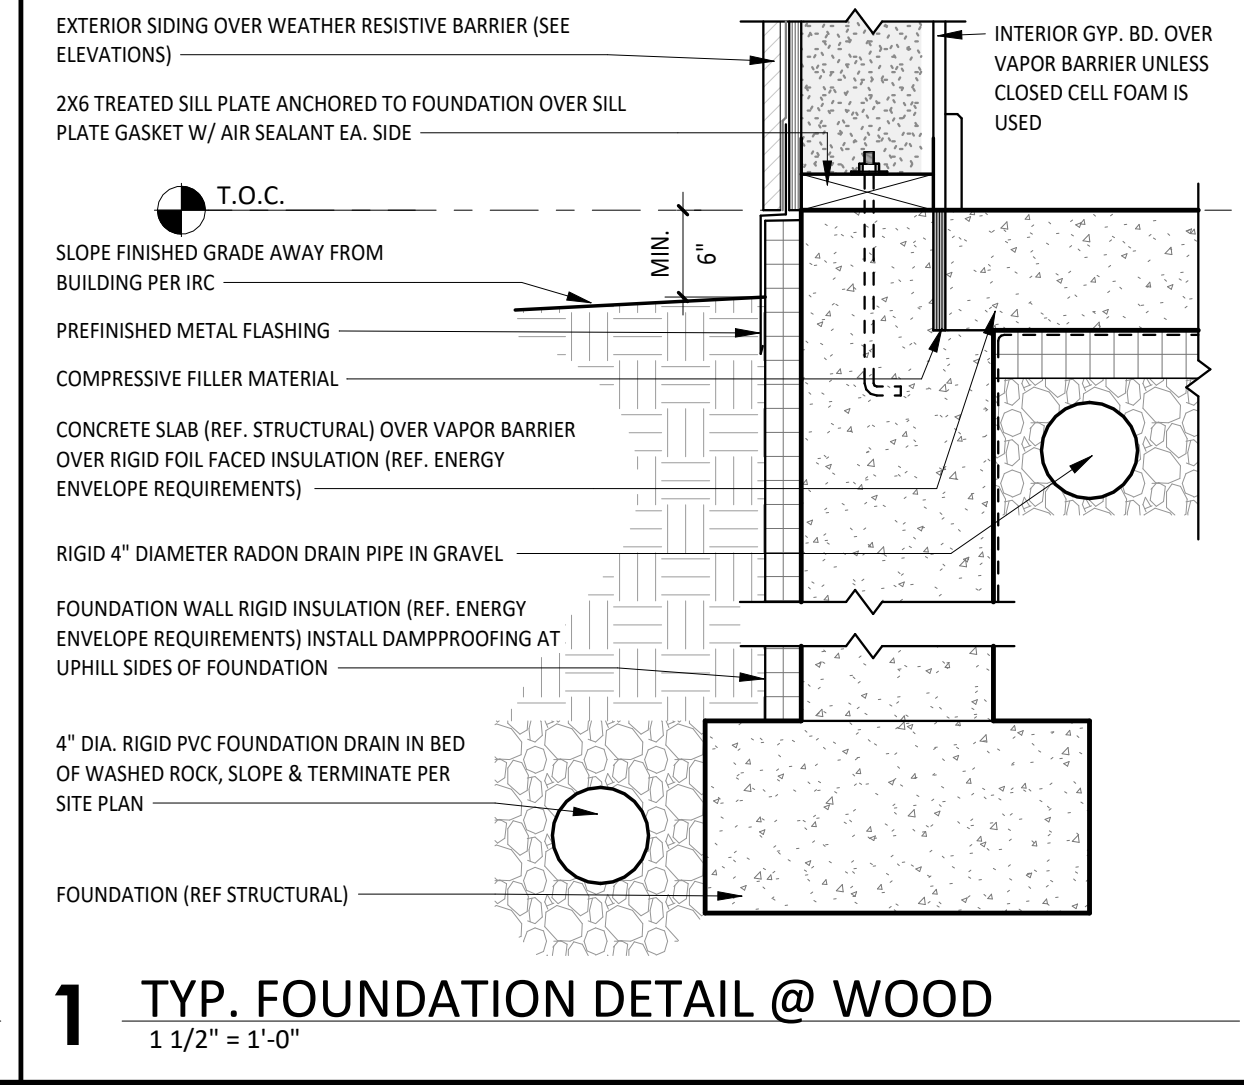 EXTERIOR SIDING OVER WEATHER RESISTIVE BARRIER (SEE
ELEVATIONS)
INTERIOR GYP. BD. OVER
VAPOR BARRIER UNLESS
CLOSED CELL FOAM IS
USED
2X6 TREATED SILL PLATE ANCHORED TO FOUNDATION OVER SILL
PLATE GASKET W/ AIR SEALANT EA. SIDE
T.O.C.
MIN.
6"
SLOPE FINISHED GRADE AWAY FROM
BUILDING PER IRC
PREFINISHED METAL FLASHING
COMPRESSIVE FILLER MATERIAL
CONCRETE SLAB (REF. STRUCTURAL) OVER VAPOR BARRIER
OVER RIGID FOIL FACED INSULATION (REF. ENERGY
ENVELOPE REQUIREMENTS)
RIGID 4" DIAMETER RADON DRAIN PIPE IN GRAVEL
FOUNDATION WALL RIGID INSULATION (REF. ENERGY
ENVELOPE REQUIREMENTS) INSTALL DAMPPROOFING AT
UPHILL SIDES OF FOUNDATION
4" DIA. RIGID PVC FOUNDATION DRAIN IN BED
OF WASHED ROCK, SLOPE & TERMINATE PER
SITE PLAN
FOUNDATION (REF STRUCTURAL)
1 TYP. FOUNDATION DETAIL @ WOOD
1 1/2" = 1'-0"